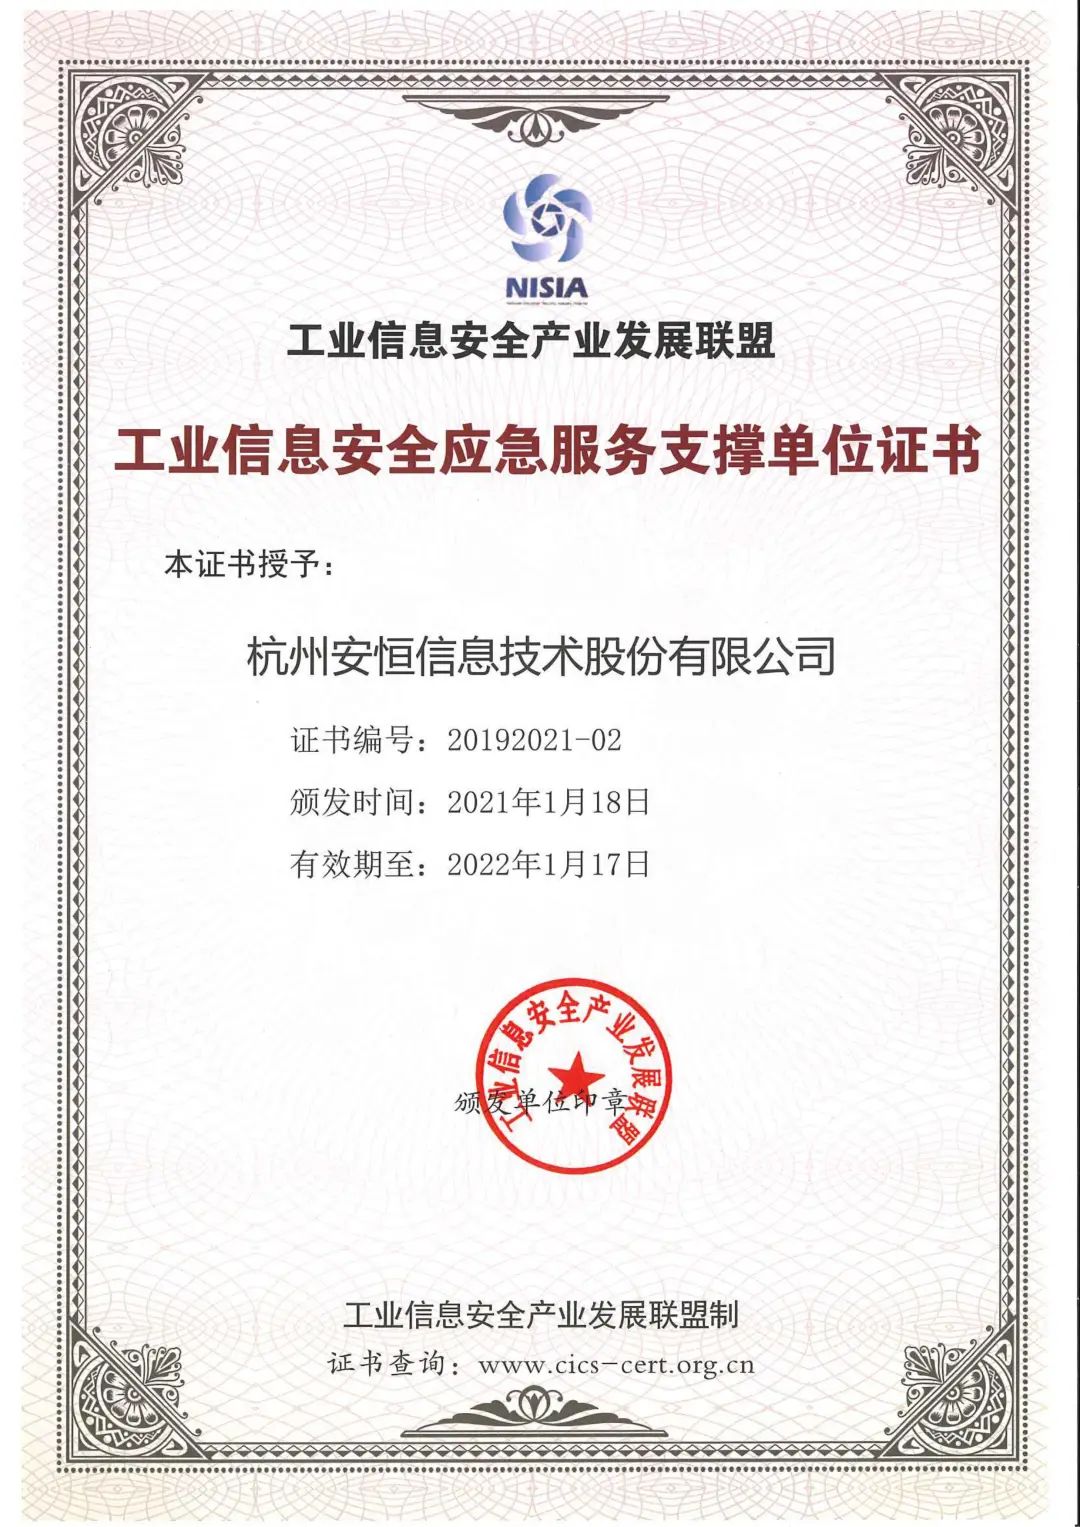 NISIA
工业信息安全产业发展联盟
工业信息安全应急服务支撑单位证书
本证书授予：
杭州安恒信息技术股份有限公司
证书编号：20192021-02
颁发时间：2021年1月18日
有效期至：2022年1月17日
工业信息安全产业发展联盟
颁发单位印章
工业信息安全产业发展联盟制
证书查询：www.cics-cert.org.cn